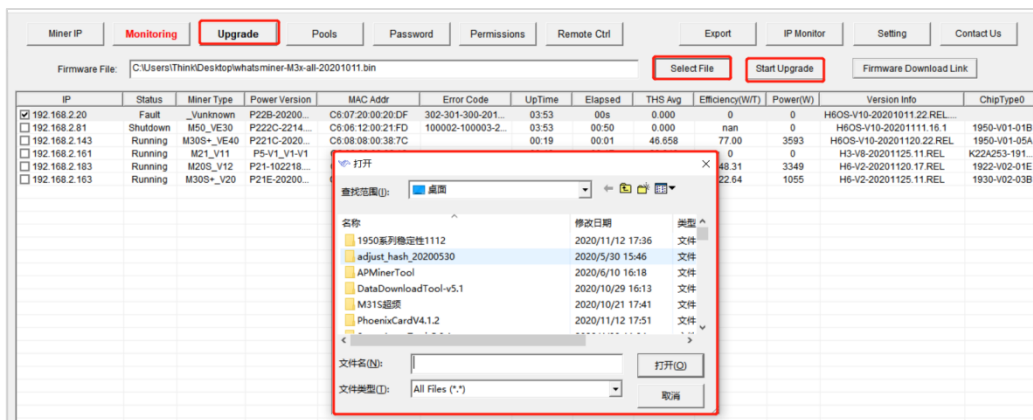 Miner IP Monitoring Upgrade Pools Password Permissions Remote Ctrl Export IP Monitor Setting Contact Us
Firmware File: C:\Users\Think\Desktop\whatsminer-M3x-all-20201011.bin Select File Start Upgrade Firmware Download Link
IP Status Miner Type Power Version MAC Addr Error Code UpTime Elapsed THS Avg Efficiency(W/T) Power(W) Version Info ChipType0
192.168.2.20 Fault _Vunknown P22B-20200... C6:07:20:00:20:DF 302-301-300-201... 03:53 00s 0.000 0 0 H6OS-V10-20201011.22.REL...
192.168.2.81 Shutdown M50_VE30 P222C-2214.... C6:06:12:00:21:FD 100002-100003-2... 03:53 00:50 0.000 nan 0 H6OS-V10-20201111.16.1 1950-V01-01B
192.168.2.143 Running M30S+_VE40 P221C-2020... C6:08:08:00:38:7C 00:19 00:01 46.658 77.00 3593 H6OS-V10-20201120.22.REL 1950-V01-05A
192.168.2.161 Running M21_V11 P5-V1_V1-V1 0 0 H3-V8-20201125.11.REL K22A253-191...
192.168.2.183 Running M20S_V12 P21-102218.... 48.31 3349 H6-V2-20201120.17.REL 1922-V02-01E
192.168.2.163 Running M30S+_V20 P21E-20200... 22.64 1055 H6-V2-20201125.11.REL 1930-V02-03B
打开
查找范围(I): 桌面
名称 修改日期 类型
1950系列稳定性1112 2020/11/12 17:36 文件
adjust_hash_20200530 2020/5/30 15:46 文件
APMinerTool 2020/6/10 16:18 文件
DataDownloadTool-v5.1 2020/10/29 16:13 文件
M31S超频 2020/10/21 17:41 文件
PhoenixCardV4.1.2 2020/11/12 17:51 文件
文件名(N): 打开(O)
文件类型(T): All Files (*.*) 取消